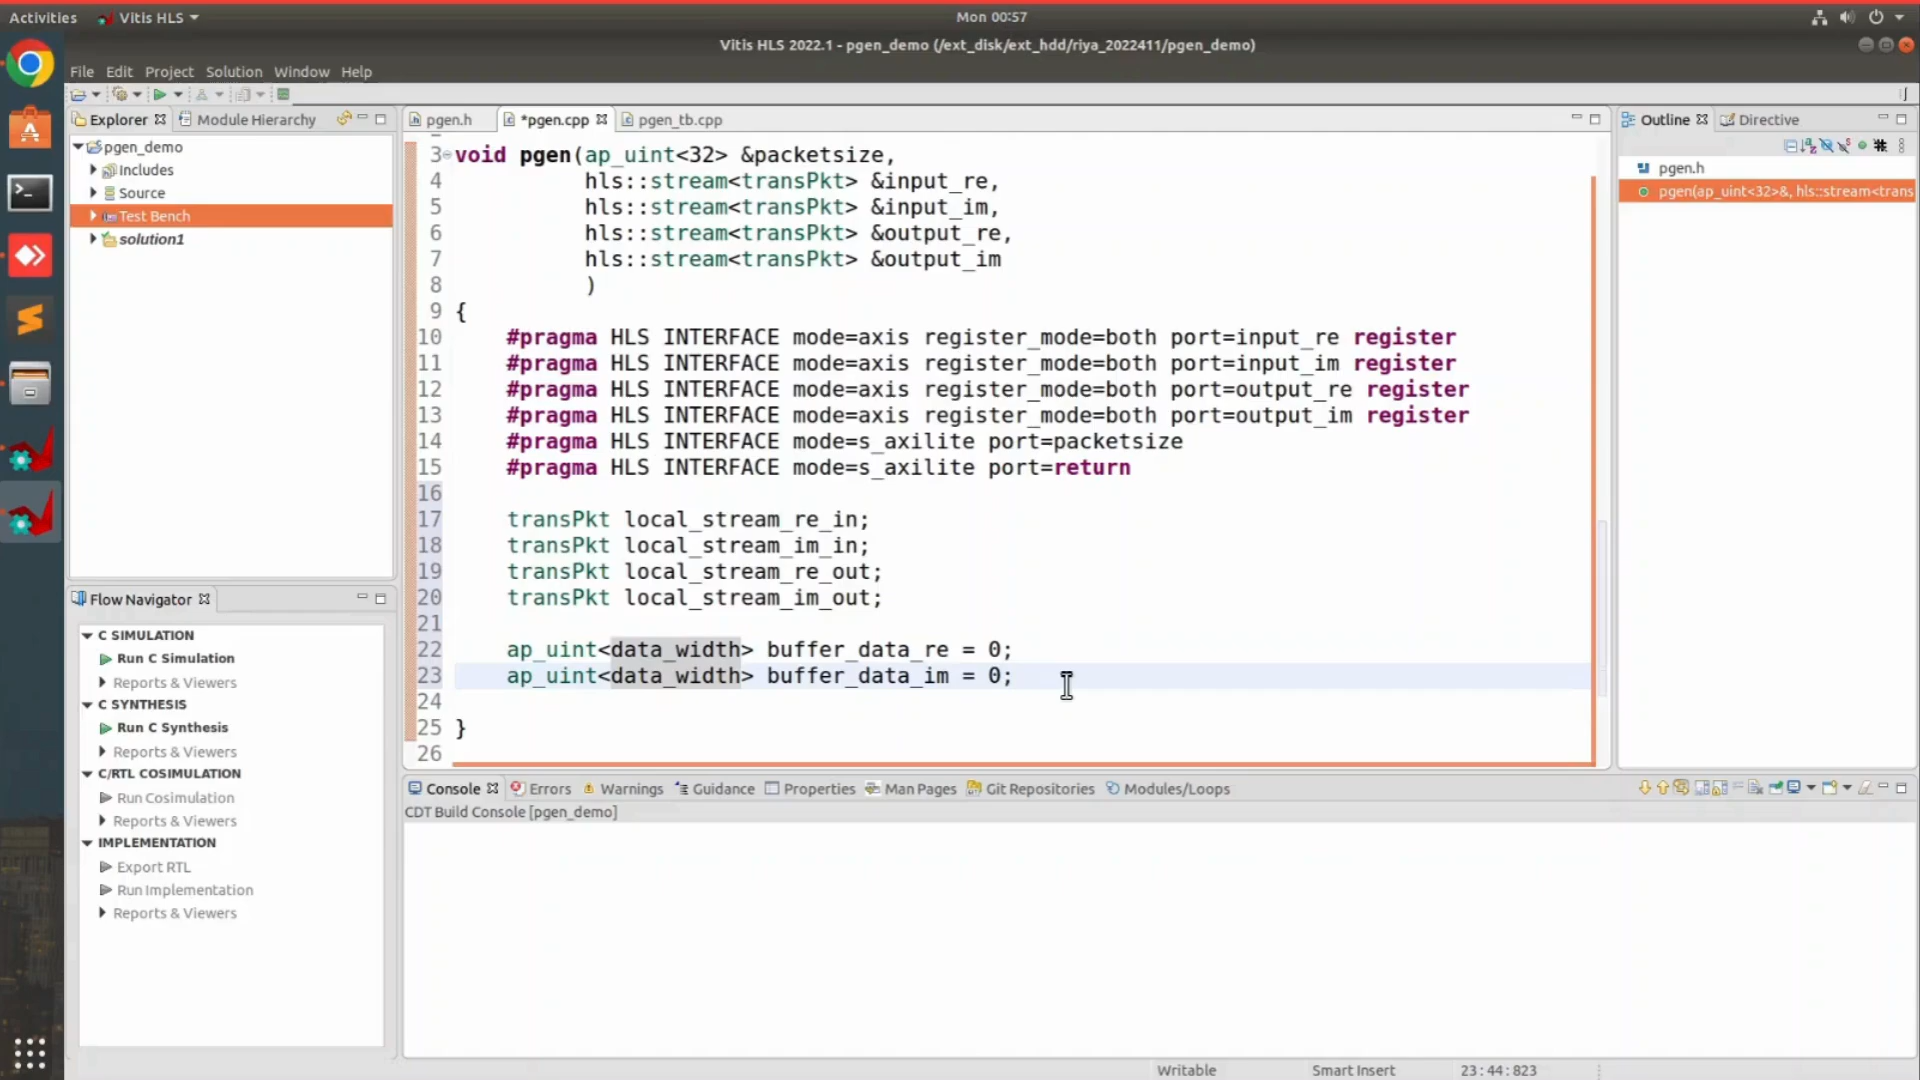 Activities Vitis HLS Mon 00:57
Vitis HLS 2022.1 - pgen_demo (/ext_disk/ext_hdd/riya_2022411/pgen_demo)
File Edit Project Solution Window Help
Explorer Module Hierarchy
pgen_demo
Includes
Source
Test Bench
solution1
Flow Navigator
C SIMULATION
Run C Simulation
Reports & Viewers
C SYNTHESIS
Run C Synthesis
Reports & Viewers
C/RTL COSIMULATION
Run Cosimulation
Reports & Viewers
IMPLEMENTATION
Export RTL
Run Implementation
Reports & Viewers
pgen.h *pgen.cpp pgen_tb.cpp
3 void pgen(ap_uint<32> &packetsize,
4 hls::stream<transPkt> &input_re,
5 hls::stream<transPkt> &input_im,
6 hls::stream<transPkt> &output_re,
7 hls::stream<transPkt> &output_im
8 )
9 {
10 #pragma HLS INTERFACE mode=axis register_mode=both port=input_re register
11 #pragma HLS INTERFACE mode=axis register_mode=both port=input_im register
12 #pragma HLS INTERFACE mode=axis register_mode=both port=output_re register
13 #pragma HLS INTERFACE mode=axis register_mode=both port=output_im register
14 #pragma HLS INTERFACE mode=s_axilite port=packetsize
15 #pragma HLS INTERFACE mode=s_axilite port=return
16
17 transPkt local_stream_re_in;
18 transPkt local_stream_im_in;
19 transPkt local_stream_re_out;
20 transPkt local_stream_im_out;
21
22 ap_uint<data_width> buffer_data_re = 0;
23 ap_uint<data_width> buffer_data_im = 0;
24
25 }
26
Outline Directive
pgen.h
pgen(ap_uint<32>&, hls::stream<trans
Console Errors Warnings Guidance Properties Man Pages Git Repositories Modules/Loops
CDT Build Console [pgen_demo]
Writable Smart Insert 23:44:823